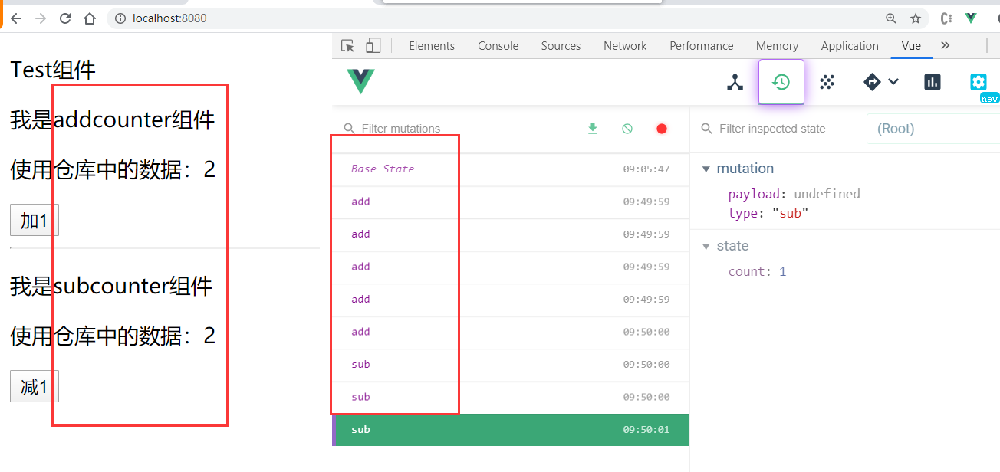 localhost:8080
Elements Console Sources Network Performance Memory Application Vue
Test组件
我是addcounter组件
使用仓库中的数据：2
加1
我是subcounter组件
使用仓库中的数据：2
减1
new
Filter mutations
Base State 09:05:47
add 09:49:59
add 09:49:59
add 09:49:59
add 09:49:59
add 09:50:00
sub 09:50:00
sub 09:50:00
sub 09:50:01
Filter inspected state (Root)
mutation
payload: undefined
type: "sub"
state
count: 1